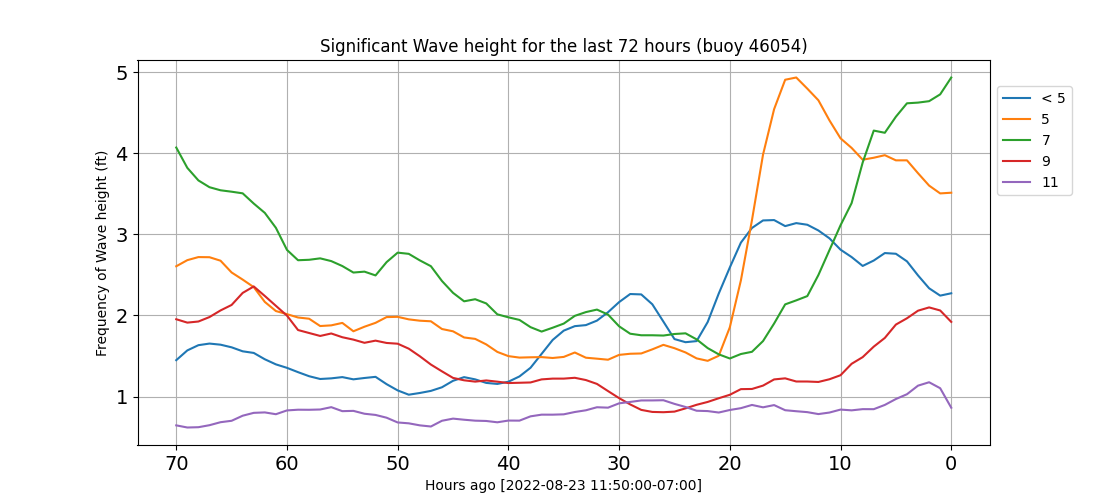 Significant Wave height for the last 72 hours (buoy 46054)
Frequency of Wave height (ft)
5
4
3
2
1
70 60 50 40 30 20 10 0
Hours ago [2022-08-23 11:50:00-07:00]
< 5
5
7
9
11